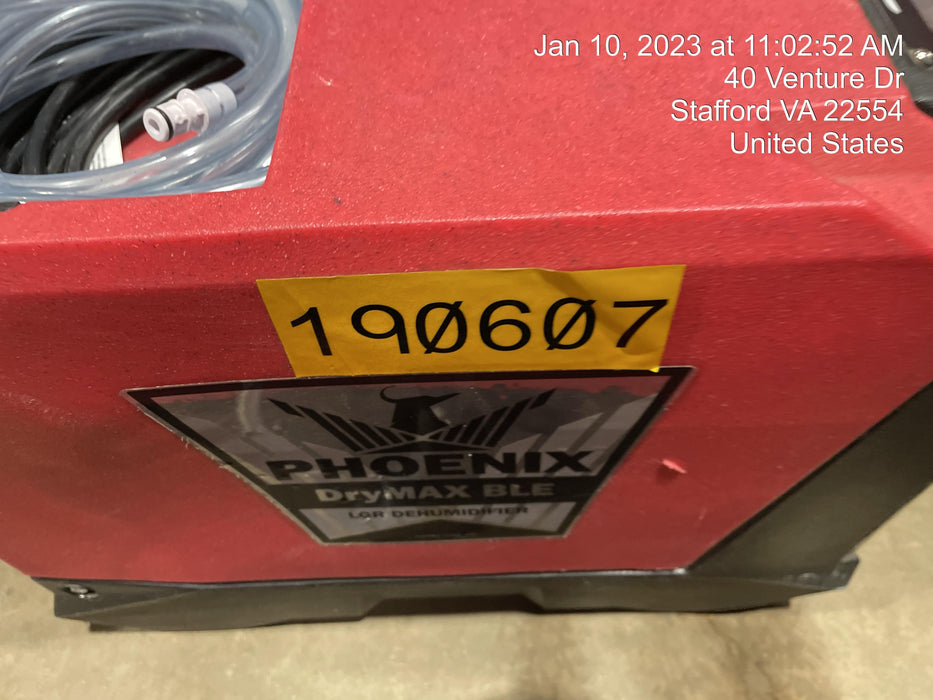 Jan 10, 2023 at 11:02:52 AM
40 Venture Dr
Stafford VA 22554
United States
190607
PHOENIX
DryMAX BLE
LGR DEHUMIDIFIER